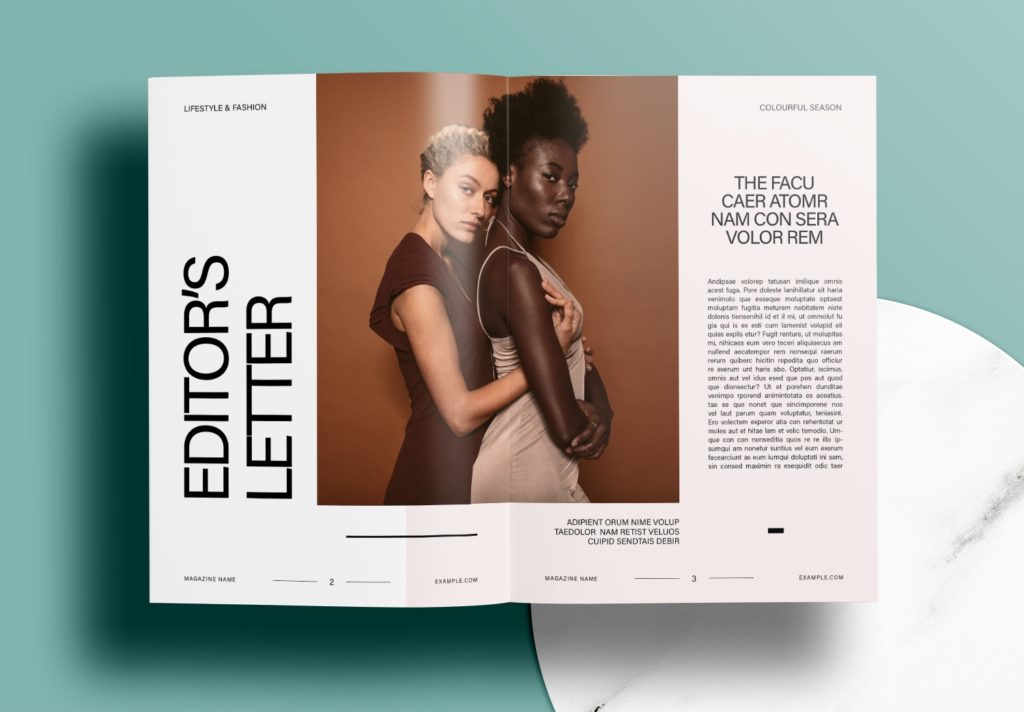 LIFESTYLE & FASHION
EDITOR'S
LETTER
MAGAZINE NAME
2
EXAMPLE.COM
COLOURFUL SEASON
THE FACU
CAER ATOMR
NAM CON SERA
VOLOR REM
Andipsae volorep tatusan imilique omnis
acest fuga. Pore doleste lanihillatur sit haria
venimolo que esseque moluptate optaest
moluptam fugitia meturem nobitatem niste
dolenis tionsenihil id et il mi, ut ommolut fu
gia qui is ex esti cum lamenist volupid eli
quias explis etur? Fugit renture, ut molupitas
mi, nihicaes eum vero teceri aliquiaecus am
nullend aecatempor rem nonsequi raerum
rerum quiberc hicitin repedita quo officiur
re exerum unt haris abo. Optatiur, iscimus,
omnis aut vel idus esed que pos aut quod
que dionsectur? Ut et porehen dunditae
venimpo rporend animintotata es aceatius.
tae se que nonet que sincimporene nos
vel laut parum quam voluptatur, teniasint.
Ero volectem experor atia con rehentotat ur
moles aut et hitae lam et velic temodio. Um-
que con con nonseditia quos re re illo ip-
sumqui am nonetur suntius vel eum exerum
facearciunt as eum iumqui doluptati ini sam,
sin consed maximin ra esequidit odic taer
ADIPIENT ORUM NIME VOLUP
TAEDOLOR NAM RETIST VELUOS
CUIPID SENDTAIS DEBIR
MAGAZINE NAME
3
EXAMPLE.COM